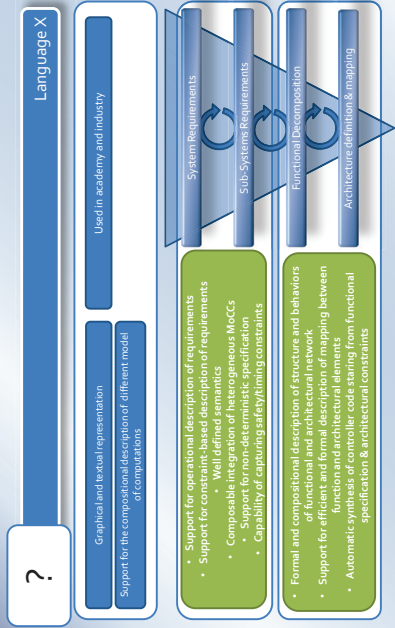 ?
Language X
Graphical and textual representation
Used in academy and industry
Support for the compositional description of different model
of computations
• Support for operational description of requirements
• Support for constraint-based description of requirements
• Well defined semantics
• Composable integration of heterogeneous MoCCs
• Support for non-deterministic specification
• Capability of capturing safety/timing constraints
System Requirements
Sub-Systems Requirements
• Formal and compositional description of structure and behaviors
of functional and architectural network
• Support for efficient and formal description of mapping between
function and architectural elements
• Automatic synthesis of controller code staring from functional
specification & architectural constraints
Functional Decomposition
Architecture definition & mapping